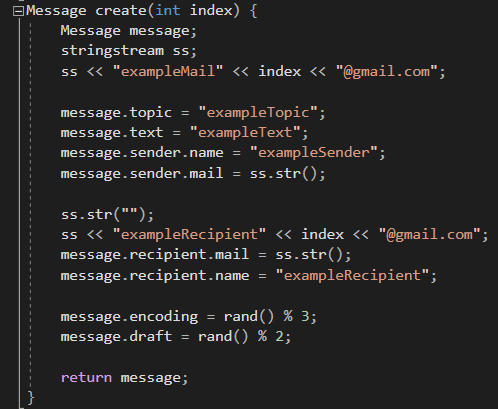 Message create(int index) {
    Message message;
    stringstream ss;
    ss << "exampleMail" << index << "@gmail.com";

    message.topic = "exampleTopic";
    message.text = "exampleText";
    message.sender.name = "exampleSender";
    message.sender.mail = ss.str();

    ss.str("");
    ss << "exampleRecipient" << index << "@gmail.com";
    message.recipient.mail = ss.str();
    message.recipient.name = "exampleRecipient";

    message.encoding = rand() % 3;
    message.draft = rand() % 2;

    return message;
}